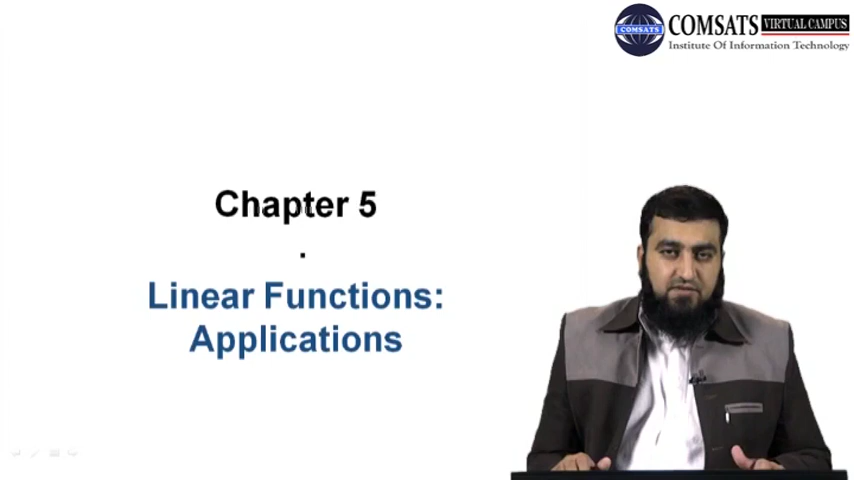 COMSATS VIRTUAL CAMPUS
Institute Of Information Technology
COMSATS
Chapter 5
.
Linear Functions:
Applications